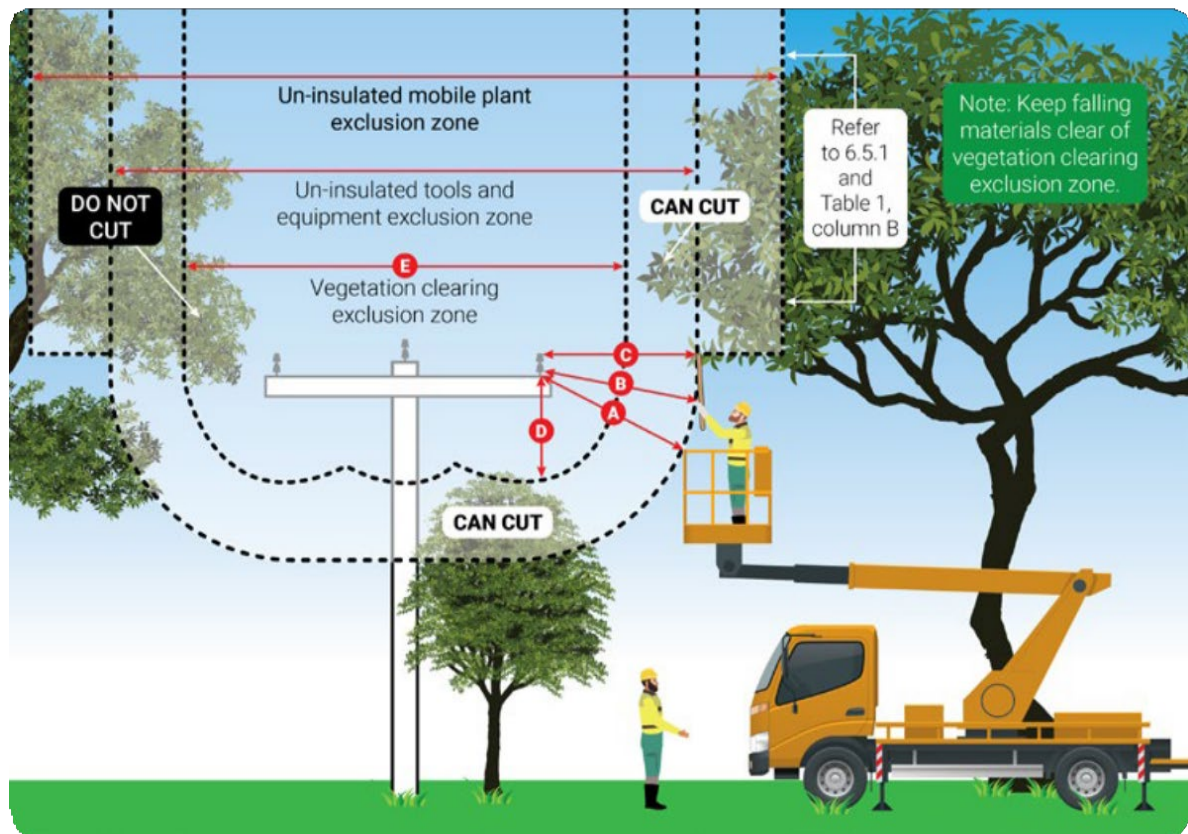 Un-insulated mobile plant
exclusion zone
Un-insulated tools and
equipment exclusion zone
DO NOT
CUT
CAN CUT
E
Vegetation clearing
exclusion zone
Refer
to 6.5.1
and
Table 1,
column B
Note: Keep falling
materials clear of
vegetation clearing
exclusion zone.
C
B
A
D
CAN CUT